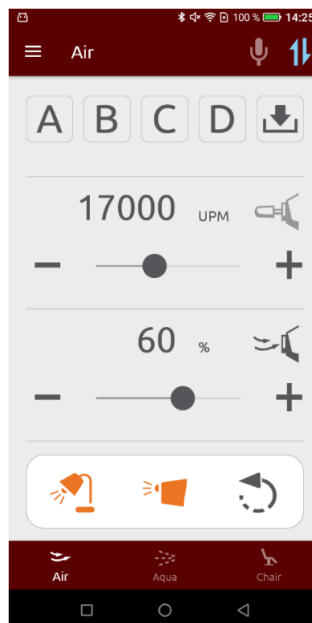 100 % 14:25
Air
A B C D
17000 UPM
60 %
Air Aqua Chair